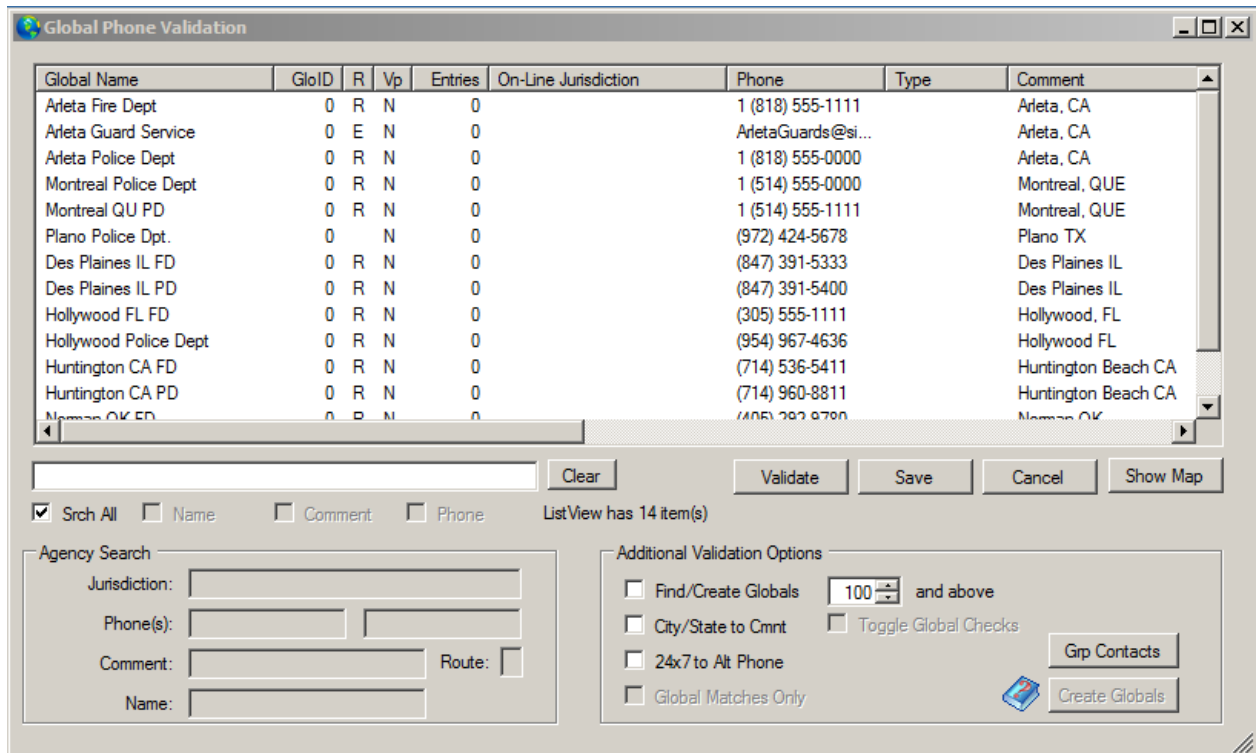 Global Phone Validation
Global Name GloID R Vp Entries On-Line Jurisdiction Phone Type Comment
Arleta Fire Dept 0 R N 0 1 (818) 555-1111 Arleta, CA
Arleta Guard Service 0 E N 0 ArletaGuards@si... Arleta, CA
Arleta Police Dept 0 R N 0 1 (818) 555-0000 Arleta, CA
Montreal Police Dept 0 R N 0 1 (514) 555-0000 Montreal, QUE
Montreal QU PD 0 R N 0 1 (514) 555-1111 Montreal, QUE
Plano Police Dpt. 0 N 0 (972) 424-5678 Plano TX
Des Plaines IL FD 0 R N 0 (847) 391-5333 Des Plaines IL
Des Plaines IL PD 0 R N 0 (847) 391-5400 Des Plaines IL
Hollywood FL FD 0 R N 0 (305) 555-1111 Hollywood, FL
Hollywood Police Dept 0 R N 0 (954) 967-4636 Hollywood FL
Huntington CA FD 0 R N 0 (714) 536-5411 Huntington Beach CA
Huntington CA PD 0 R N 0 (714) 960-8811 Huntington Beach CA
Norman OK FD 0 R N 0 (405) 292-9780 Norman OK
Clear Validate Save Cancel Show Map
Srch All Name Comment Phone ListView has 14 item(s)
Agency Search
Jurisdiction:
Phone(s):
Comment: Route:
Name:
Additional Validation Options
Find/Create Globals 100 and above
City/State to Cmnt Toggle Global Checks
24x7 to Alt Phone Grp Contacts
Global Matches Only ? Create Globals